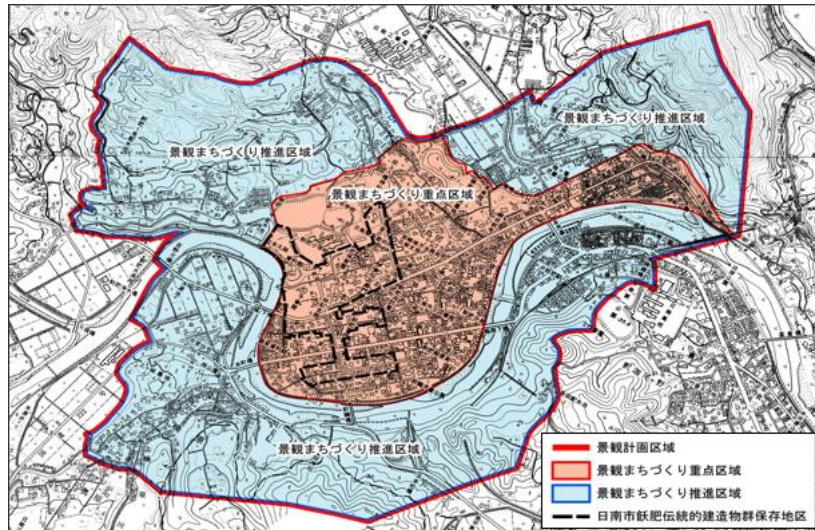 景観まちづくり推進区域
景観まちづくり推進区域
景観まちづくり重点区域
景観まちづくり推進区域
景観計画区域
景観まちづくり重点区域
景観まちづくり推進区域
日南市飫肥伝統的建造物群保存地区